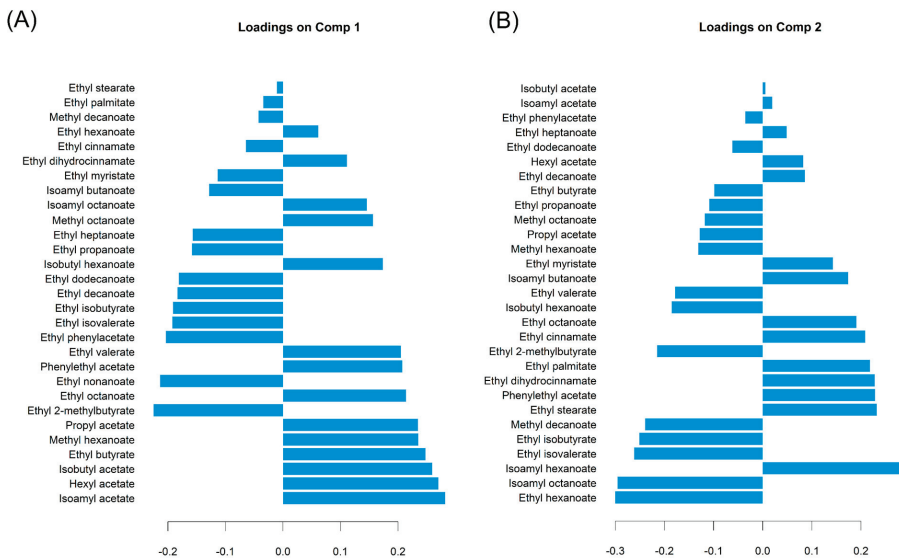 (A)
Loadings on Comp 1
Ethyl stearate
Ethyl palmitate
Methyl decanoate
Ethyl hexanoate
Ethyl cinnamate
Ethyl dihydrocinnamate
Ethyl myristate
Isoamyl butanoate
Isoamyl octanoate
Methyl octanoate
Ethyl heptanoate
Ethyl propanoate
Isobutyl hexanoate
Ethyl dodecanoate
Ethyl decanoate
Ethyl isobutyrate
Ethyl isovalerate
Ethyl phenylacetate
Ethyl valerate
Phenylethyl acetate
Ethyl nonanoate
Ethyl octanoate
Ethyl 2-methylbutyrate
Propyl acetate
Methyl hexanoate
Ethyl butyrate
Isobutyl acetate
Hexyl acetate
Isoamyl acetate
-0.2 -0.1 0.0 0.1 0.2
(B)
Loadings on Comp 2
Isobutyl acetate
Isoamyl acetate
Ethyl phenylacetate
Ethyl heptanoate
Ethyl dodecanoate
Hexyl acetate
Ethyl decanoate
Ethyl butyrate
Ethyl propanoate
Methyl octanoate
Propyl acetate
Methyl hexanoate
Ethyl myristate
Isoamyl butanoate
Ethyl valerate
Isobutyl hexanoate
Ethyl octanoate
Ethyl cinnamate
Ethyl 2-methylbutyrate
Ethyl palmitate
Ethyl dihydrocinnamate
Phenylethyl acetate
Ethyl stearate
Methyl decanoate
Ethyl isobutyrate
Ethyl isovalerate
Isoamyl hexanoate
Isoamyl octanoate
Ethyl hexanoate
-0.3 -0.2 -0.1 0.0 0.1 0.2